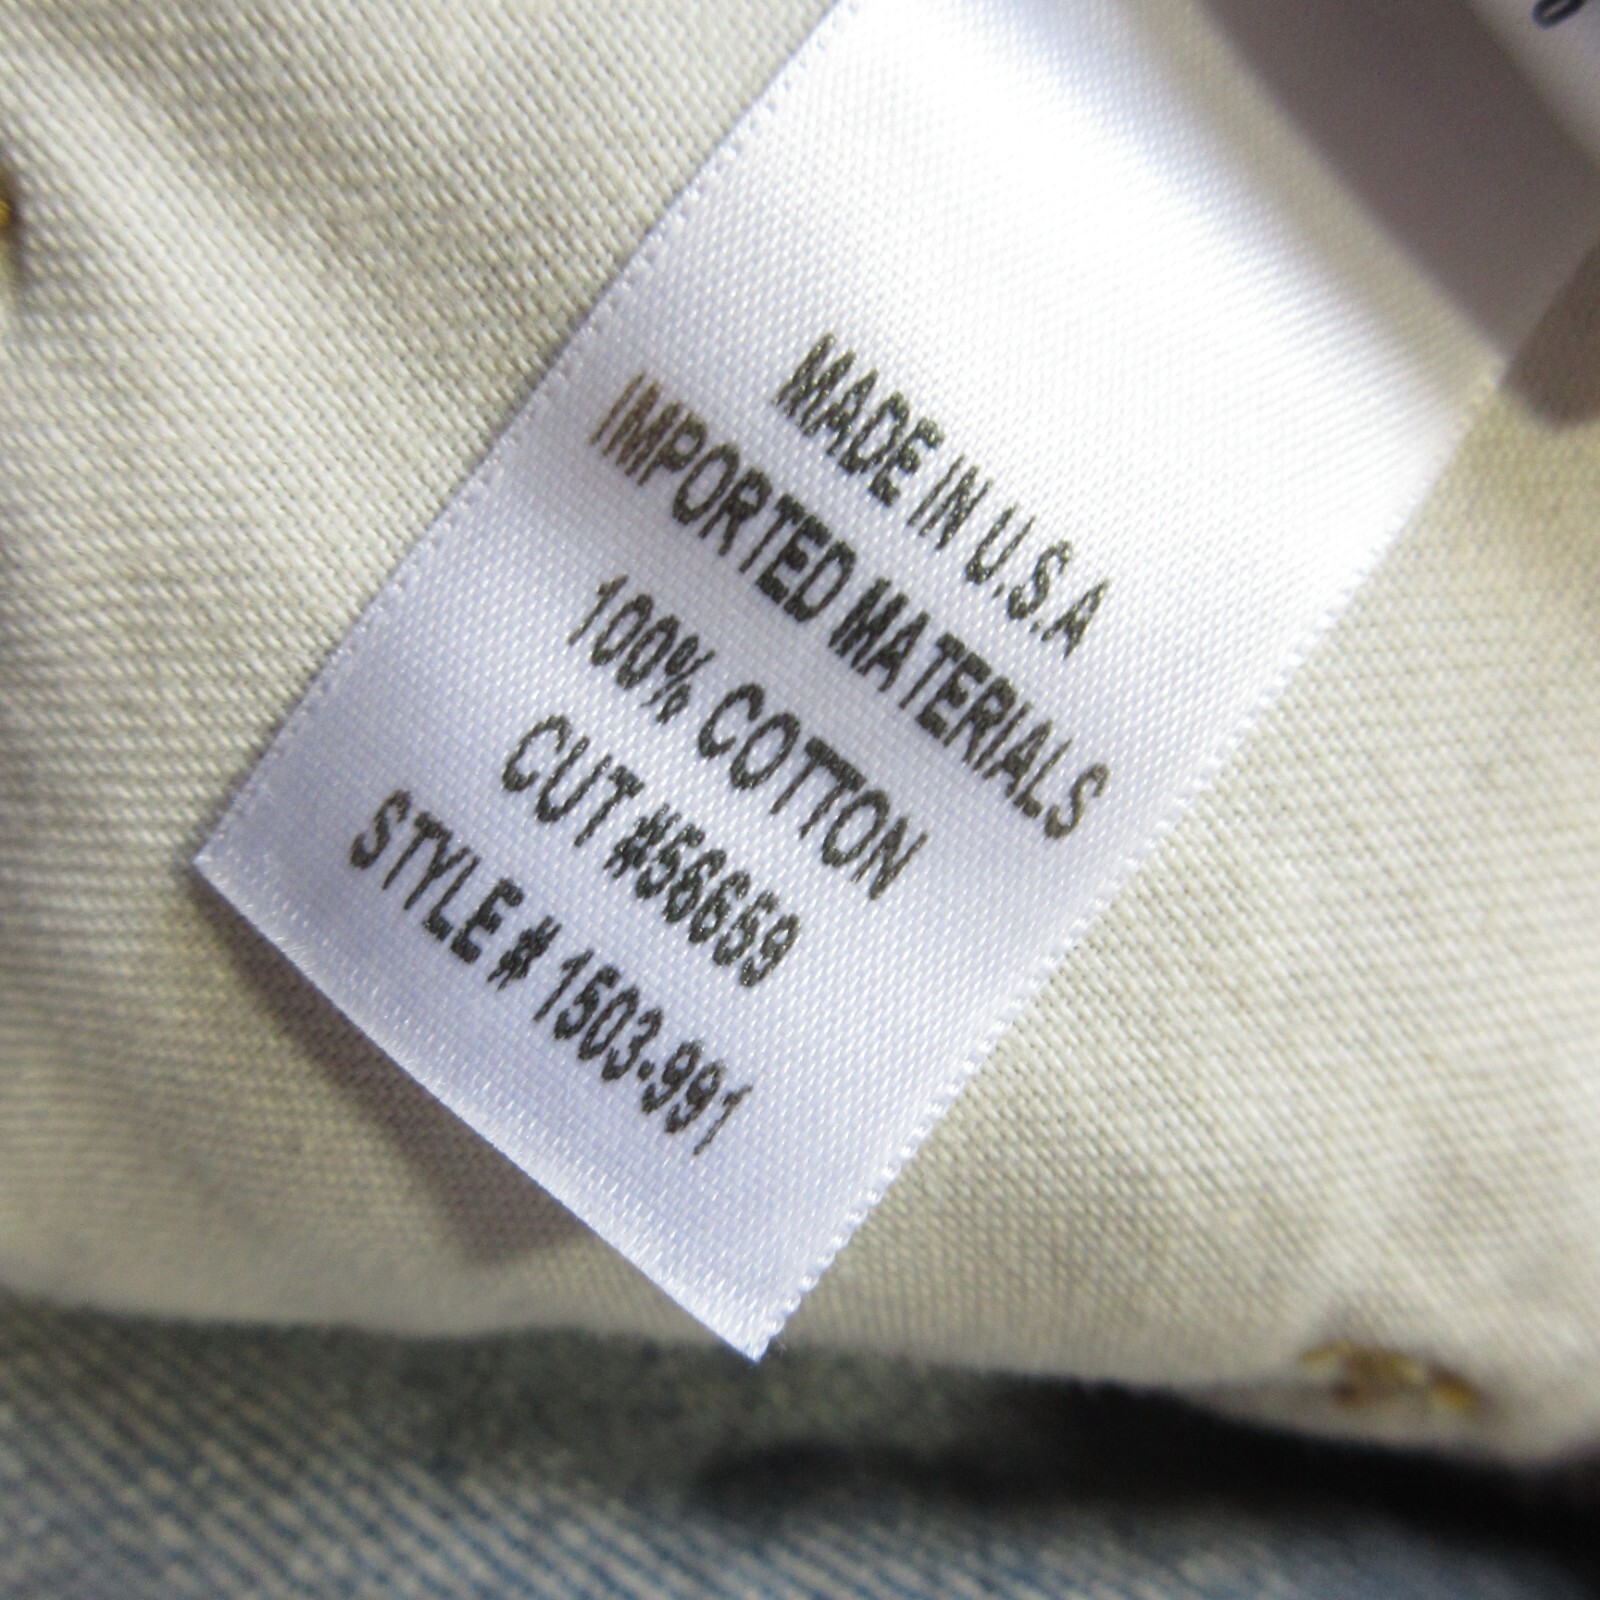 MADE IN U.S.A
IMPORTED MATERIALS
100% COTTON
CUT #56659
STYLE # 1503-991